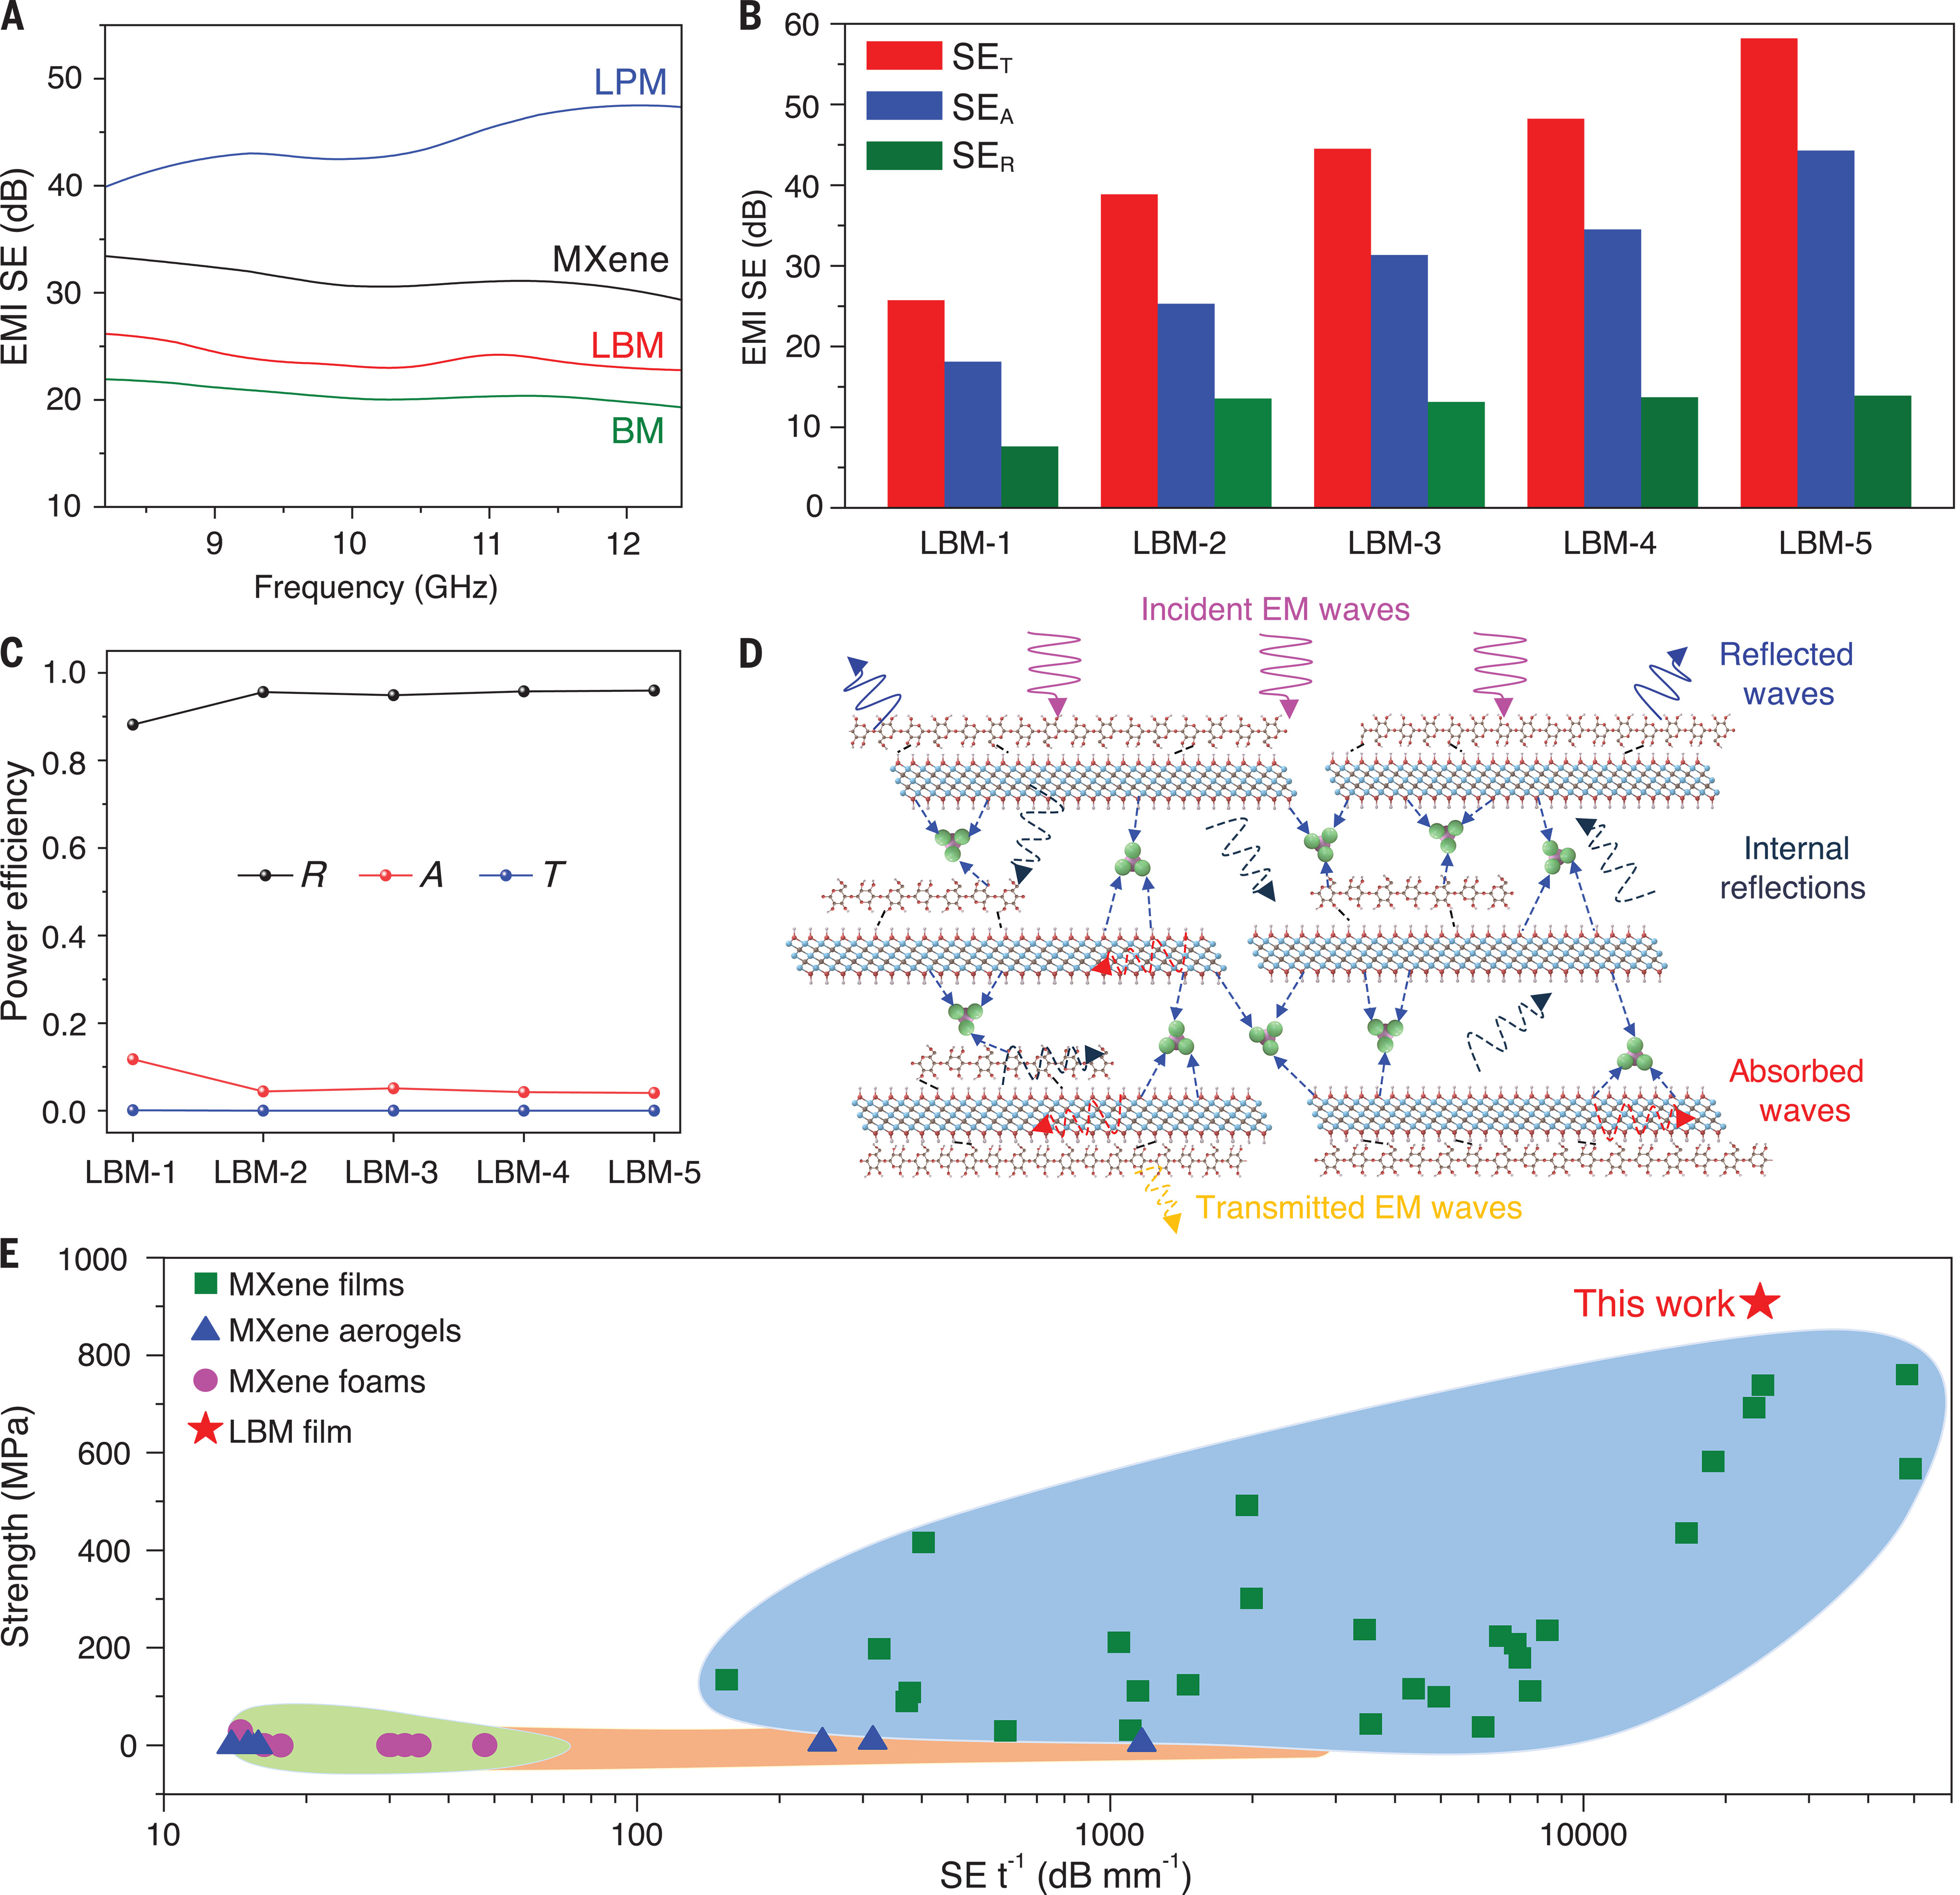 A
EMI SE (dB)
50
40
30
20
10
LPM
MXene
LBM
BM
9 10 11 12
Frequency (GHz)
B
EMI SE (dB)
60
50
40
30
20
10
0
SE_T
SE_A
SE_R
LBM-1 LBM-2 LBM-3 LBM-4 LBM-5
C
Power efficiency
1.0
0.8
0.6
0.4
0.2
0.0
R A T
LBM-1 LBM-2 LBM-3 LBM-4 LBM-5
D
Incident EM waves
Reflected
waves
Internal
reflections
Absorbed
waves
Transmitted EM waves
E
Strength (MPa)
1000
800
600
400
200
0
MXene films
MXene aerogels
MXene foams
LBM film
This work
10 100 1000 10000
SE t⁻¹ (dB mm⁻¹)